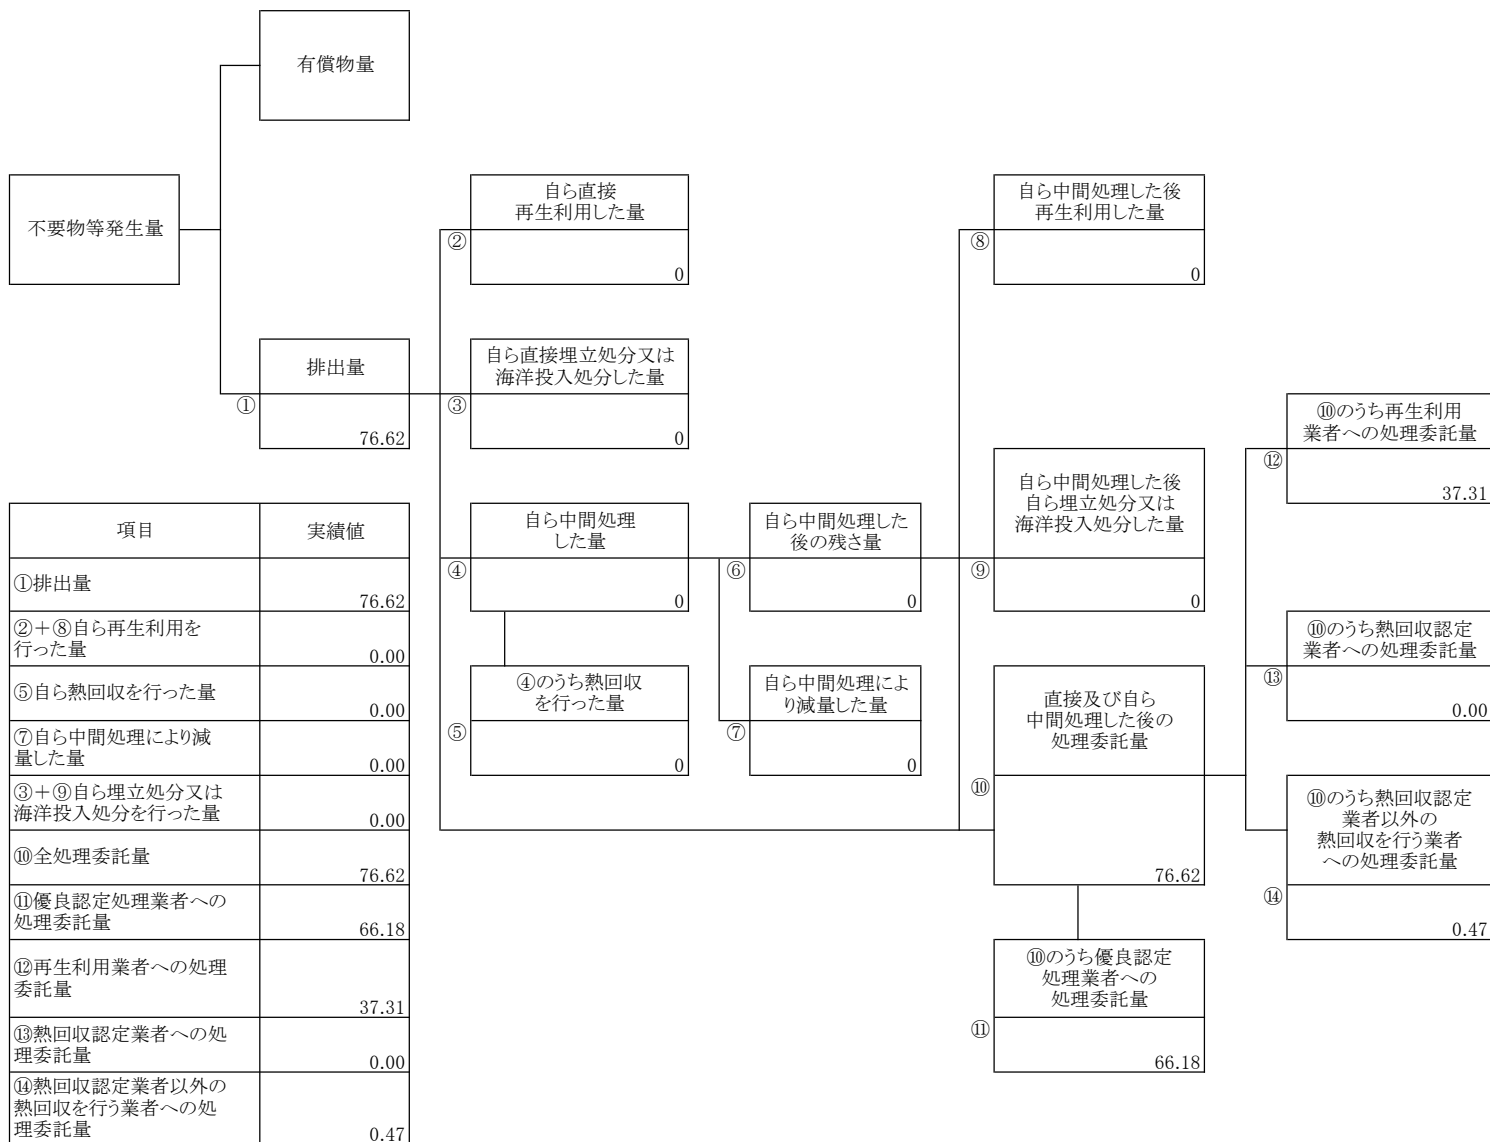 有償物量
不要物等発生量
排出量
①
76.62
自ら直接
再生利用した量
②
0
自ら直接埋立処分又は
海洋投入処分した量
③
0
自ら中間処理
した量
④
0
④のうち熱回収
を行った量
⑤
0
自ら中間処理した
後の残さ量
⑥
0
自ら中間処理によ
り減量した量
⑦
0
自ら中間処理した後
再生利用した量
⑧
0
自ら中間処理した後
自ら埋立処分又は
海洋投入処分した量
⑨
0
直接及び自ら
中間処理した後の
処理委託量
⑩
76.62
⑩のうち優良認定
処理業者への
処理委託量
⑪
66.18
⑩のうち再生利用
業者への処理委託量
⑫
37.31
⑩のうち熱回収認定
業者への処理委託量
⑬
0.00
⑩のうち熱回収認定
業者以外の
熱回収を行う業者
への処理委託量
⑭
0.47
項目 実績値
①排出量
76.62
②+⑧自ら再生利用を
行った量
0.00
⑤自ら熱回収を行った量
0.00
⑦自ら中間処理により減
量した量
0.00
③+⑨自ら埋立処分又は
海洋投入処分を行った量
0.00
⑩全処理委託量
76.62
⑪優良認定処理業者への
処理委託量
66.18
⑫再生利用業者への処理
委託量
37.31
⑬熱回収認定業者への処
理委託量
0.00
⑭熱回収認定業者以外の
熱回収を行う業者への処
理委託量
0.47